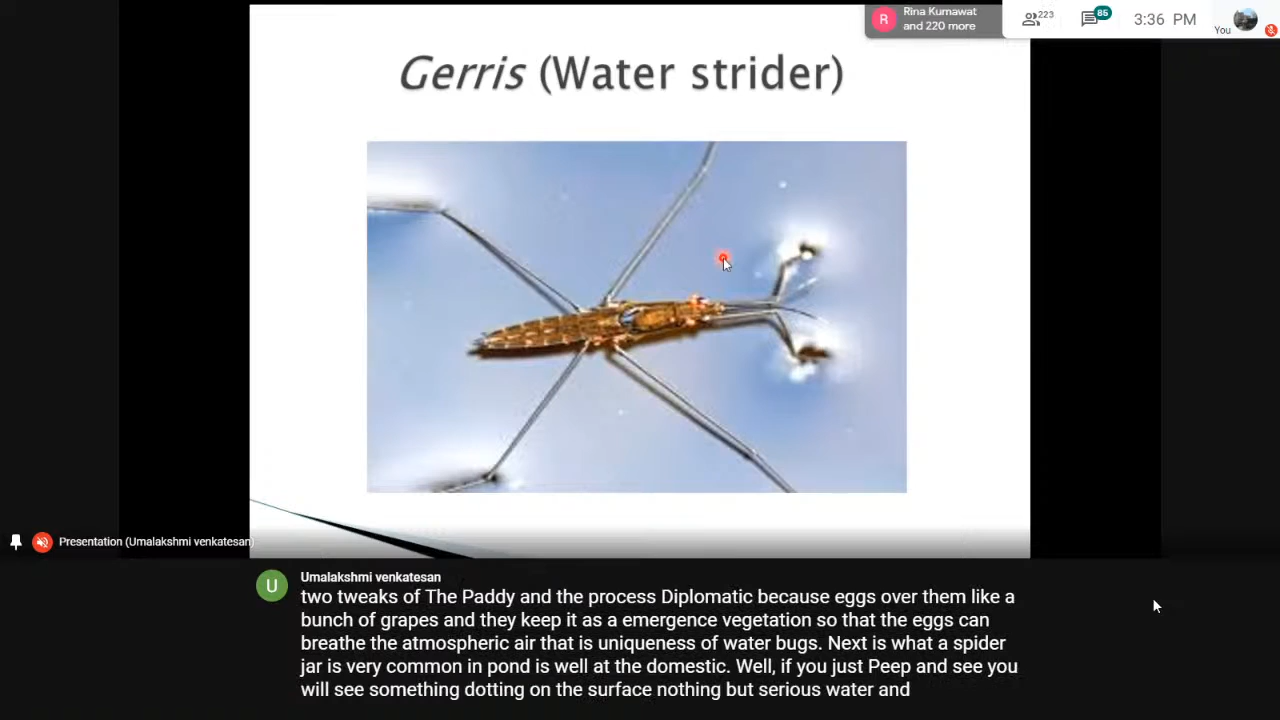 Rina Kumawat
and 220 more
R
223
85
3:36 PM
You
Gerris (Water strider)
Presentation (Umalakshmi venkatesan)
U
Umalakshmi venkatesan
two tweaks of The Paddy and the process Diplomatic because eggs over them like a
bunch of grapes and they keep it as a emergence vegetation so that the eggs can
breathe the atmospheric air that is uniqueness of water bugs. Next is what a spider
jar is very common in pond is well at the domestic. Well, if you just Peep and see you
will see something dotting on the surface nothing but serious water and